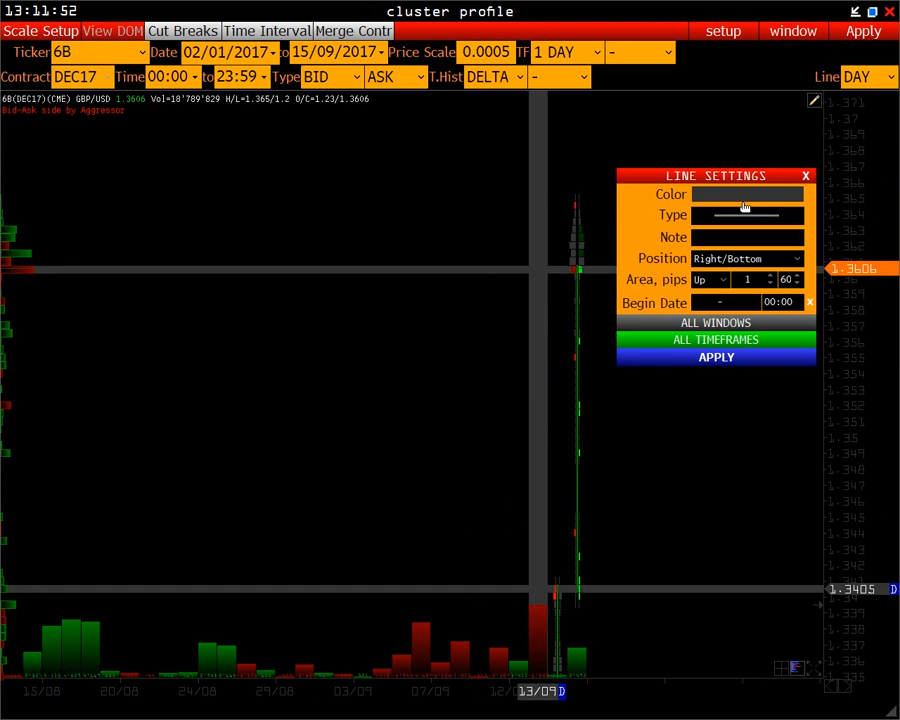 13:11:52 cluster profile
Scale Setup View DOM Cut Breaks Time Interval Merge Contr setup window Apply
Ticker 6B Date 02/01/2017 to 15/09/2017 Price Scale 0.0005 TF 1 DAY -
Contract DEC17 Time 00:00 to 23:59 Type BID ASK T.Hist DELTA - Line DAY
6B(DEC17)(CME) GBP/USD 1.3606 Vol=18'789'829 H/L=1.365/1.2 O/C=1.23/1.3606
Bid-Ask side by Aggressor
1.371
1.37
1.369
1.368
1.367
1.366
1.365
1.364
1.363
1.362
1.3606
1.359
1.358
1.357
1.356
1.355
1.354
1.353
1.352
1.351
1.35
1.349
1.348
1.347
1.346
1.345
1.344
1.343
1.342
1.341
1.3405 D
1.339
1.338
1.337
1.336
1.335
LINE SETTINGS X
Color
Type
Note
Position Right/Bottom
Area, pips Up 1 60
Begin Date - 00:00 x
ALL WINDOWS
ALL TIMEFRAMES
APPLY
15/08 20/08 24/08 29/08 03/09 07/09 13/09 D